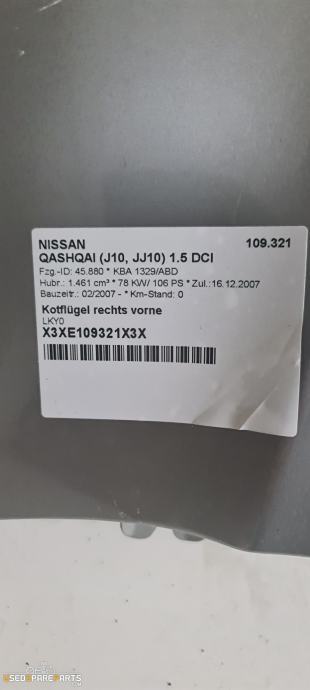 NISSAN 109.321
QASHQAI (J10, JJ10) 1.5 DCI
Fzg.-ID: 45.880 * KBA 1329/ABD
Hubr.: 1.461 cm³ * 78 KW/ 106 PS * Zul.:16.12.2007
Bauzeitr.: 02/2007 - * Km-Stand: 0
Kotflügel rechts vorne
LKY0
X3XE109321X3X
USEDSPAREPARTS
.COM